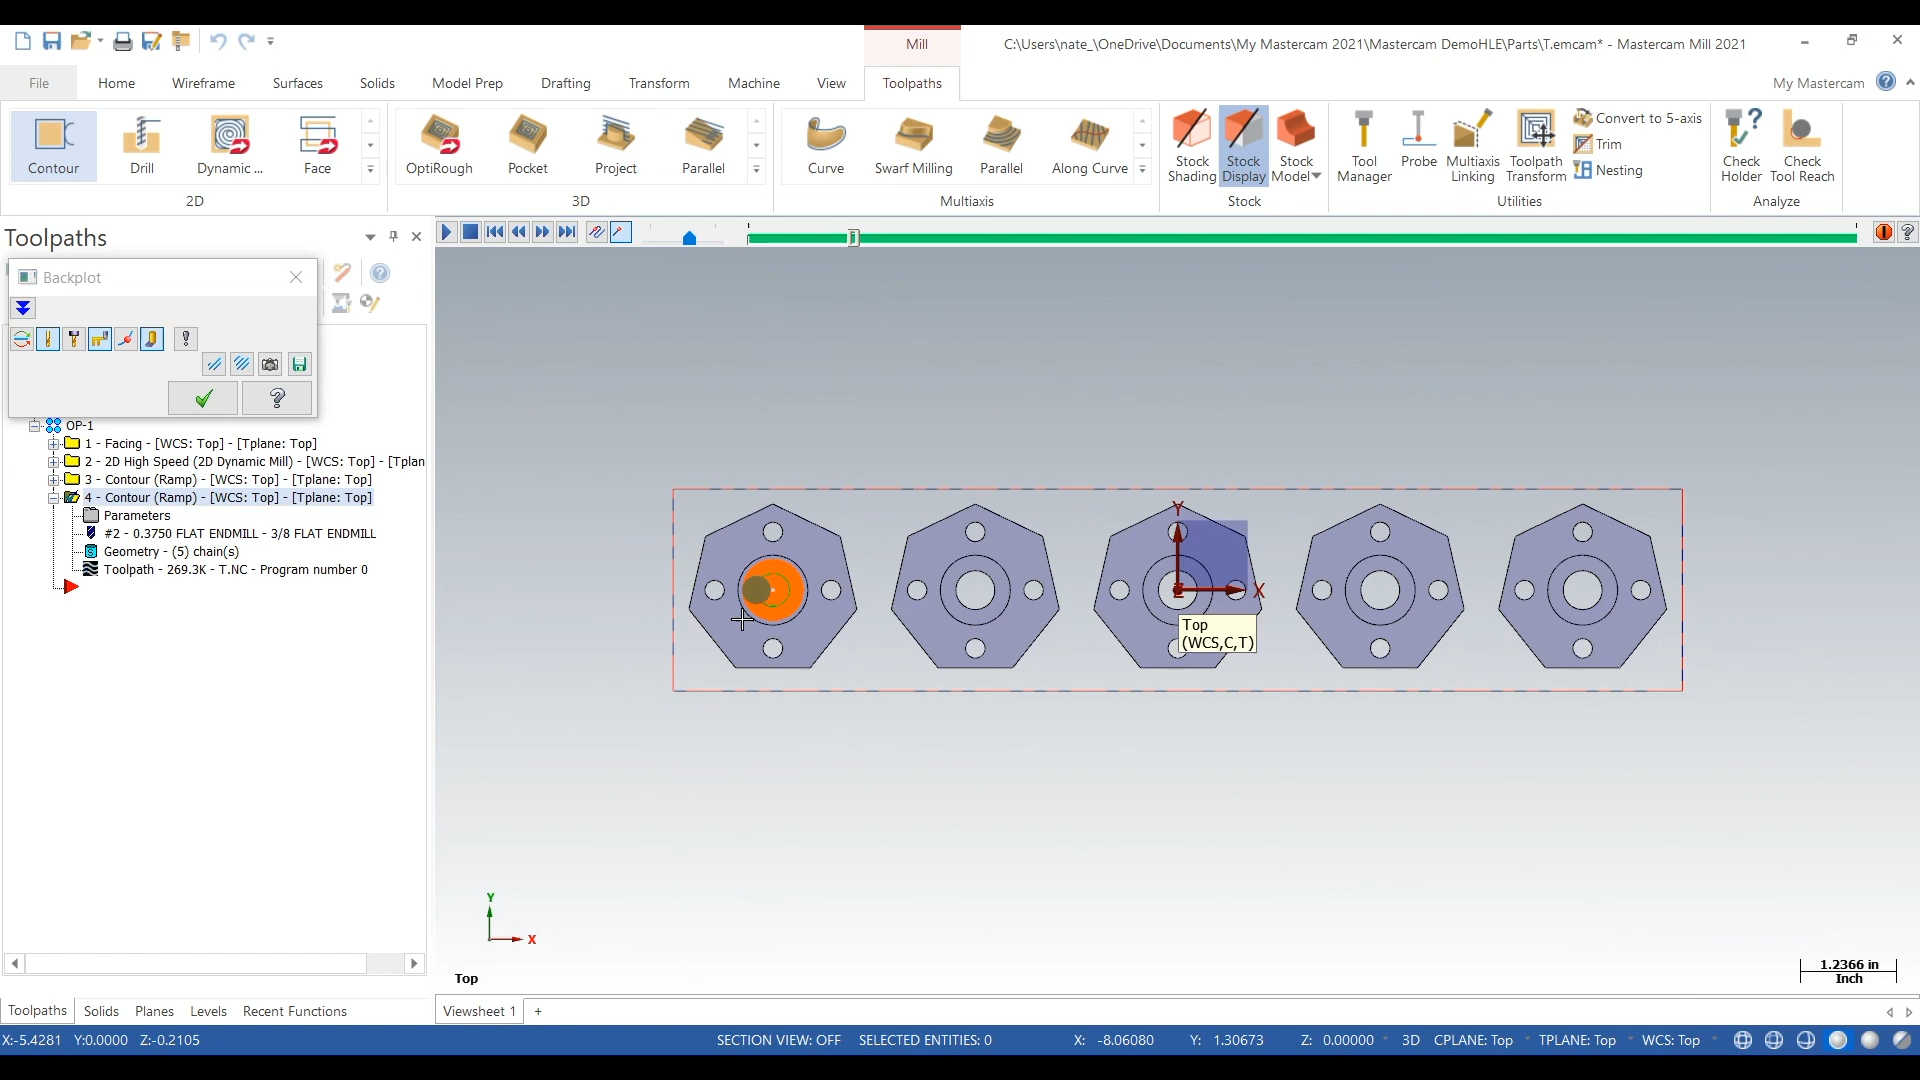 Mill
C:\Users\nate_\OneDrive\Documents\My Mastercam 2021\Mastercam DemoHLE\Parts\T.emcam* - Mastercam Mill 2021
File
Home
Wireframe
Surfaces
Solids
Model Prep
Drafting
Transform
Machine
View
Toolpaths
My Mastercam
Contour
Drill
Dynamic ...
Face
2D
OptiRough
Pocket
Project
Parallel
3D
Curve
Swarf Milling
Parallel
Along Curve
Multiaxis
Stock Shading
Stock Display
Stock Model
Stock
Tool Manager
Probe
Multiaxis Linking
Toolpath Transform
Convert to 5-axis
Trim
Nesting
Utilities
Check Holder
Check Tool Reach
Analyze
Toolpaths
Backplot
OP-1
1 - Facing - [WCS: Top] - [Tplane: Top]
2 - 2D High Speed (2D Dynamic Mill) - [WCS: Top] - [Tplan
3 - Contour (Ramp) - [WCS: Top] - [Tplane: Top]
4 - Contour (Ramp) - [WCS: Top] - [Tplane: Top]
Parameters
#2 - 0.3750 FLAT ENDMILL - 3/8 FLAT ENDMILL
Geometry - (5) chain(s)
Toolpath - 269.3K - T.NC - Program number 0
Y
Z
X
Top
(WCS,C,T)
Y
X
Top
1.2366 in
Inch
Toolpaths
Solids
Planes
Levels
Recent Functions
Viewsheet 1
+
X:-5.4281 Y:0.0000 Z:-0.2105
SECTION VIEW: OFF
SELECTED ENTITIES: 0
X: -8.06080
Y: 1.30673
Z: 0.00000
3D
CPLANE: Top
TPLANE: Top
WCS: Top